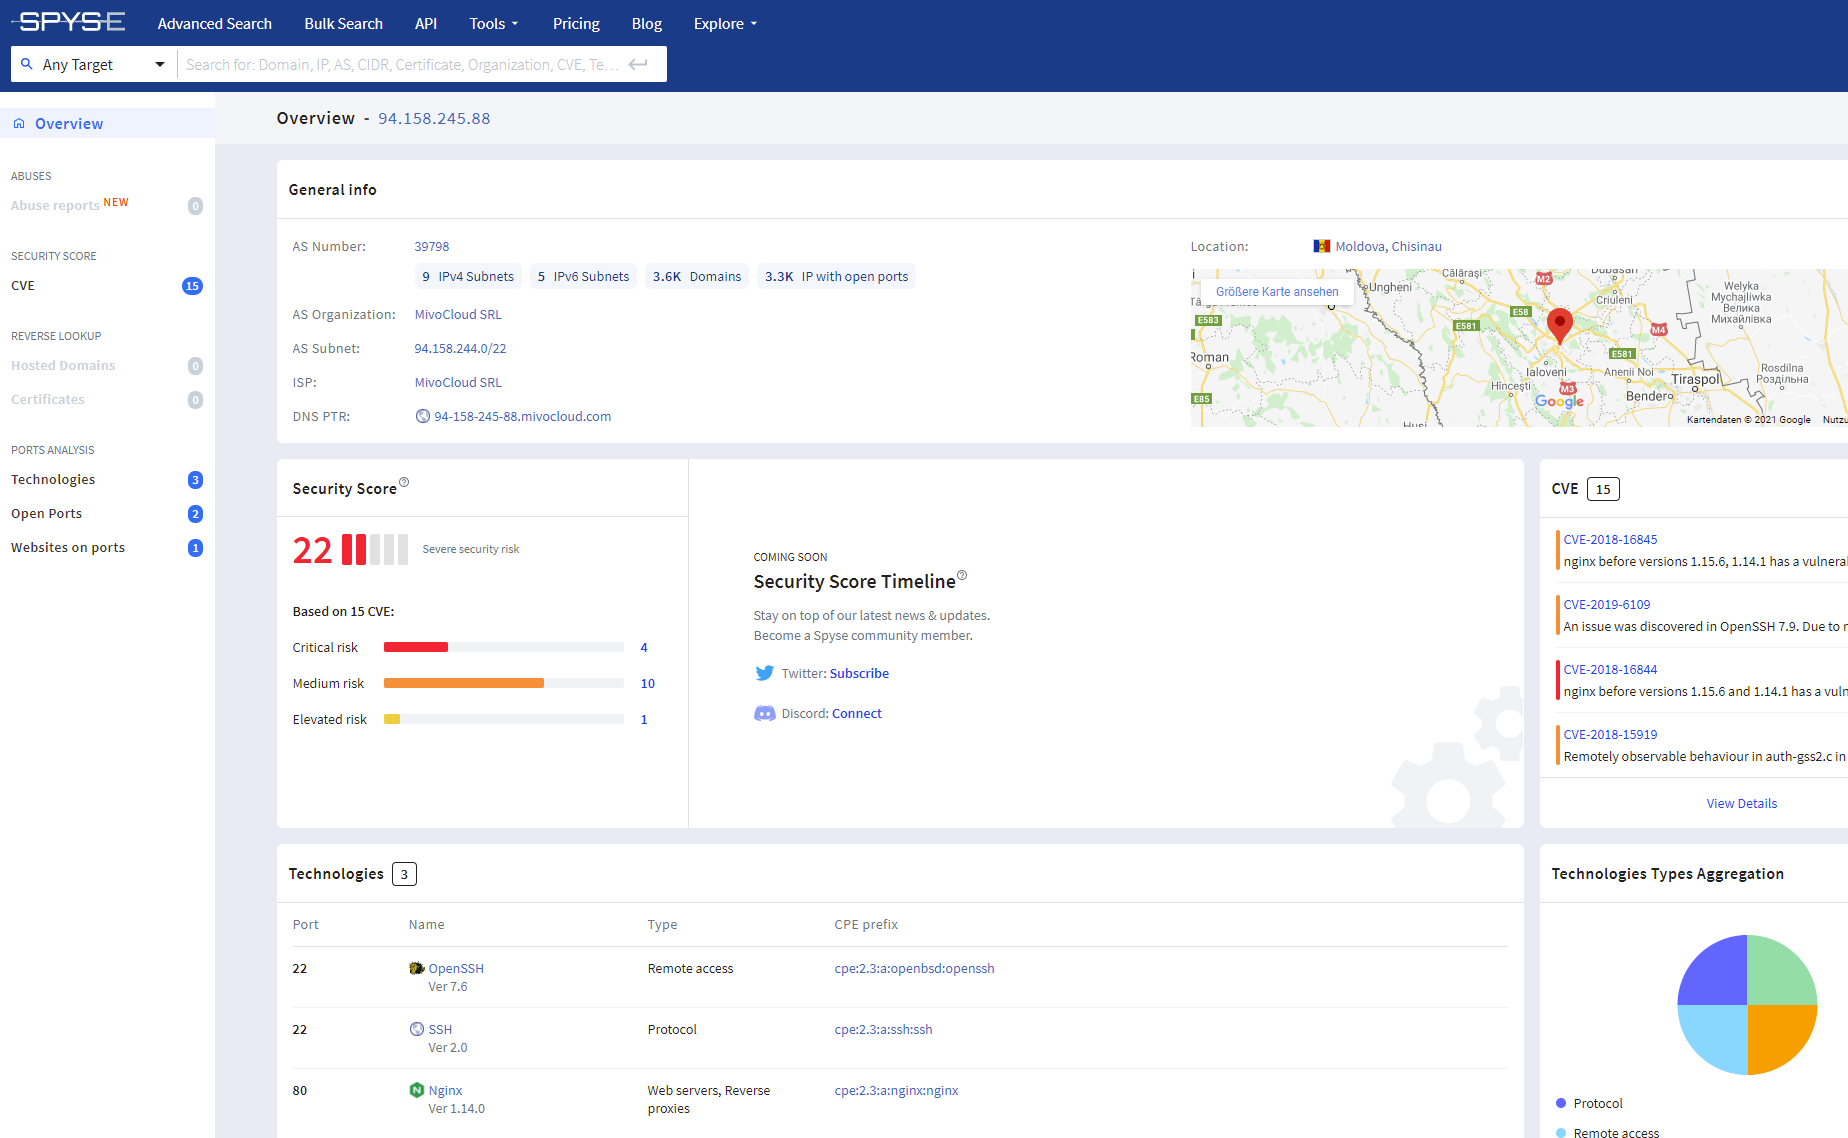 SPYSE
Advanced Search
Bulk Search
API
Tools
Pricing
Blog
Explore
Any Target
Search for: Domain, IP, AS, CIDR, Certificate, Organization, CVE, Te…
Overview
ABUSES
Abuse reports NEW 0
SECURITY SCORE
CVE 15
REVERSE LOOKUP
Hosted Domains 0
Certificates 0
PORTS ANALYSIS
Technologies 3
Open Ports 2
Websites on ports 1
Overview - 94.158.245.88
General info
AS Number: 39798
9 IPv4 Subnets 5 IPv6 Subnets 3.6K Domains 3.3K IP with open ports
AS Organization: MivoCloud SRL
AS Subnet: 94.158.244.0/22
ISP: MivoCloud SRL
DNS PTR: 94-158-245-88.mivocloud.com
Location: Moldova, Chisinau
Größere Karte ansehen
Călărași
Ungheni
M2
Dubăsari
Criuleni
Welyka
Mychajliwka
Велика
Михайлівка
E583
E58
E581
M4
E581
Roman
Ialoveni
Anenii Noi
Tiraspol
Rosdilna
Роздільна
Hîncești
M3
Bender
E85
Google
Huși
Kartendaten © 2021 Google
Nutzu
Security Score
22 Severe security risk
Based on 15 CVE:
Critical risk 4
Medium risk 10
Elevated risk 1
COMING SOON
Security Score Timeline
Stay on top of our latest news & updates.
Become a Spyse community member.
Twitter: Subscribe
Discord: Connect
CVE 15
CVE-2018-16845
nginx before versions 1.15.6, 1.14.1 has a vulnera
CVE-2019-6109
An issue was discovered in OpenSSH 7.9. Due to
CVE-2018-16844
nginx before versions 1.15.6 and 1.14.1 has a vuln
CVE-2018-15919
Remotely observable behaviour in auth-gss2.c in
View Details
Technologies 3
Port Name Type CPE prefix
22 OpenSSH Remote access cpe:2.3:a:openbsd:openssh
Ver 7.6
22 SSH Protocol cpe:2.3:a:ssh:ssh
Ver 2.0
80 Nginx Web servers, Reverse cpe:2.3:a:nginx:nginx
Ver 1.14.0 proxies
Technologies Types Aggregation
Protocol
Remote access